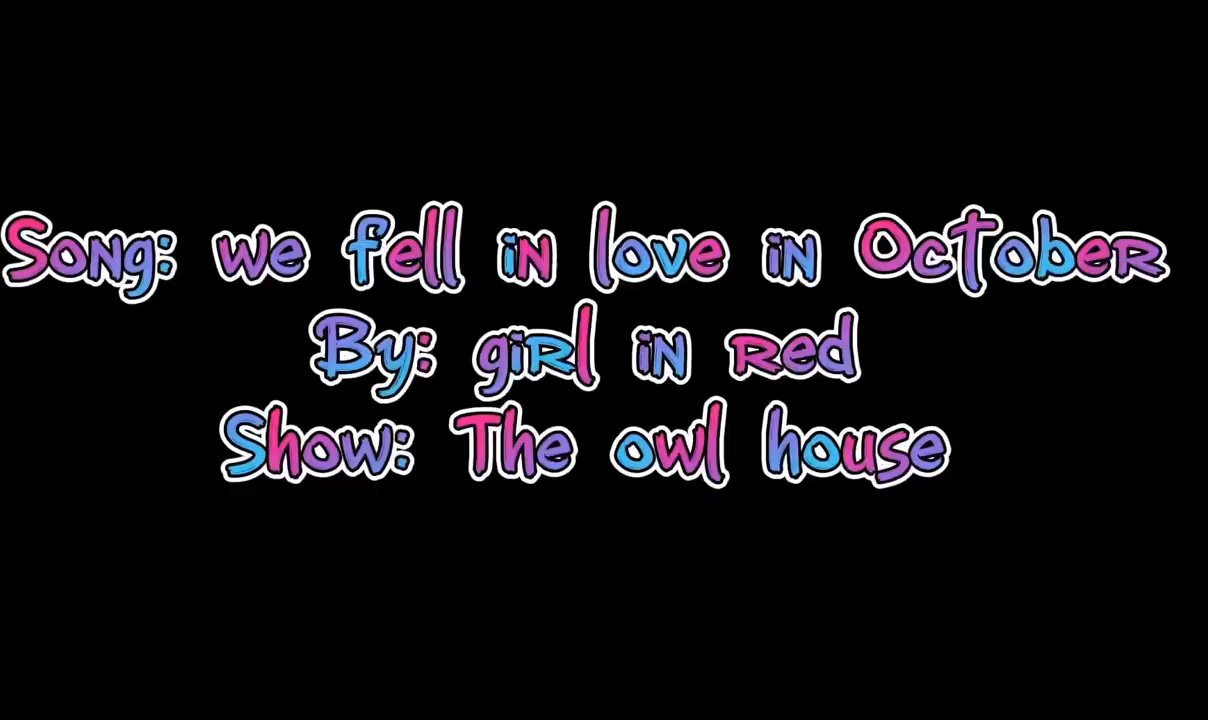 Song: we fell in love in October
By: girl in red
Show: The owl house